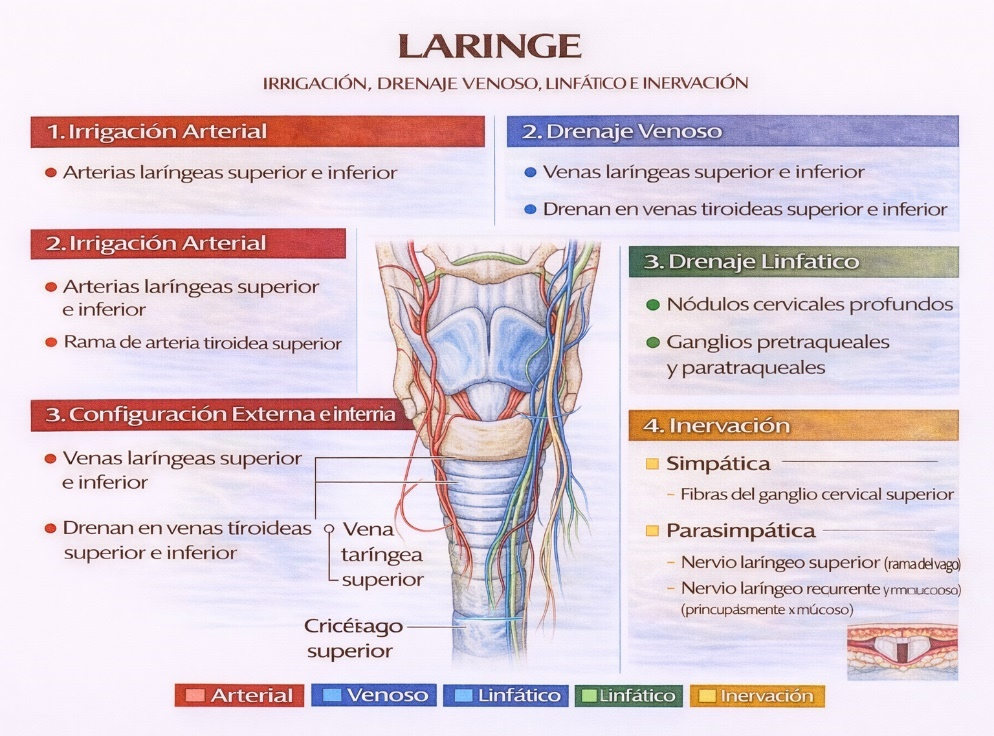 LARINGE
IRRIGACIÓN, DRENAJE VENOSO, LINFÁTICO E INERVACIÓN
1. Irrigación Arterial
Arterias laríngeas superior e inferior
2. Drenaje Venoso
Venas laríngeas superior e inferior
Drenan en venas tiroideas superior e inferior
2. Irrigación Arterial
Arterias laríngeas superior
e inferior
Rama de arteria tiroidea superior
3. Configuración Externa e interria
Venas laríngeas superior
e inferior
Drenan en venas tíroideas
superior e inferior
Vena
taríngea
superior
superior
3. Drenaje Linfatico
Nódulos cervicales profundos
Ganglios pretraqueales
y paratraqueales
4. Inervación
Simpática
- Fibras del ganglio cervical superior
Parasimpática
- Nervio laríngeo superior (rama del vago)
- Nervio laríngeo recurrente
Arterial
Venoso
Linfático
Linfático
Inervación